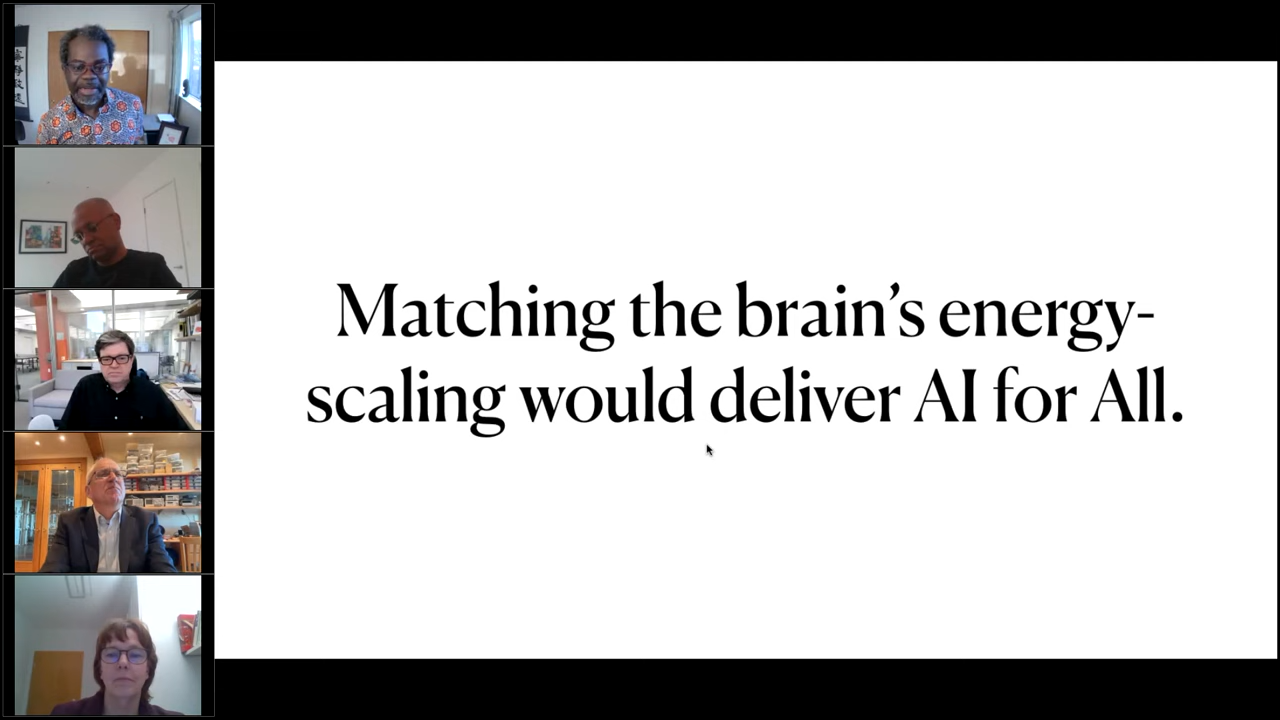 Matching the brain’s energy-
scaling would deliver AI for All.